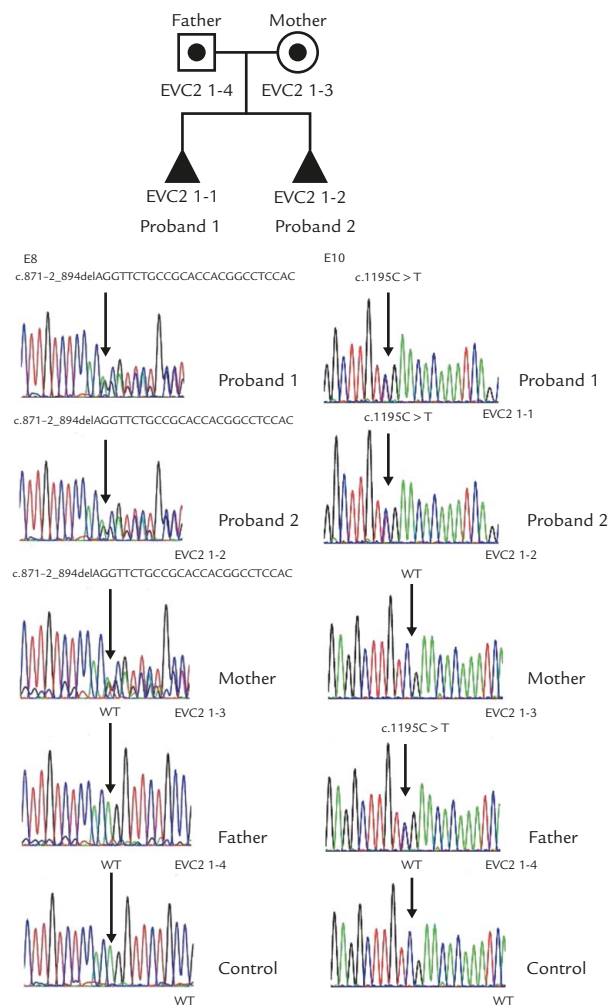 Father Mother
EVC2 1-4 EVC2 1-3
EVC2 1-1 EVC2 1-2
Proband 1 Proband 2
E8 E10
c.871–2_894delAGGTTCTGCCGCACCACGGCCTCCAC c.1195C > T
Proband 1 Proband 1
EVC2 1-1
c.871–2_894delAGGTTCTGCCGCACCACGGCCTCCAC c.1195C > T
Proband 2 Proband 2
EVC2 1-2 EVC2 1-2
c.871–2_894delAGGTTCTGCCGCACCACGGCCTCCAC WT
Mother Mother
WT EVC2 1-3 EVC2 1-3
c.1195C > T
Father Father
WT EVC2 1-4 WT EVC2 1-4
Control Control
WT WT